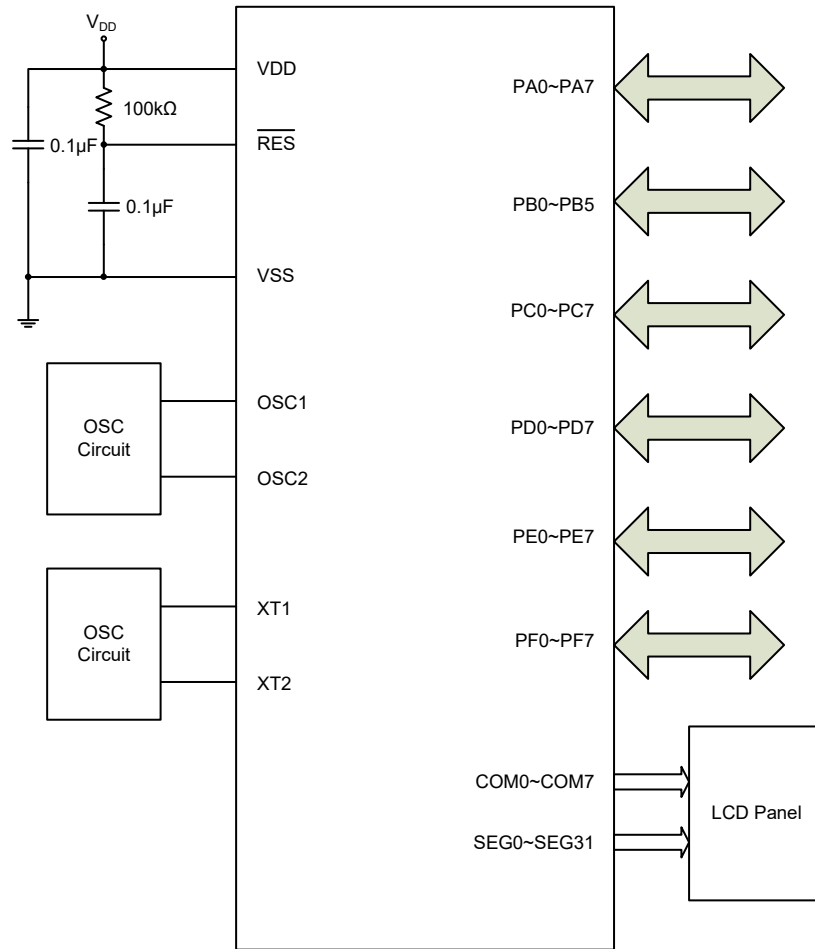 VDD
VDD
100kΩ
RES
0.1µF
0.1µF
VSS
OSC
Circuit
OSC1
OSC2
OSC
Circuit
XT1
XT2
PA0~PA7
PB0~PB5
PC0~PC7
PD0~PD7
PE0~PE7
PF0~PF7
COM0~COM7
SEG0~SEG31
LCD Panel